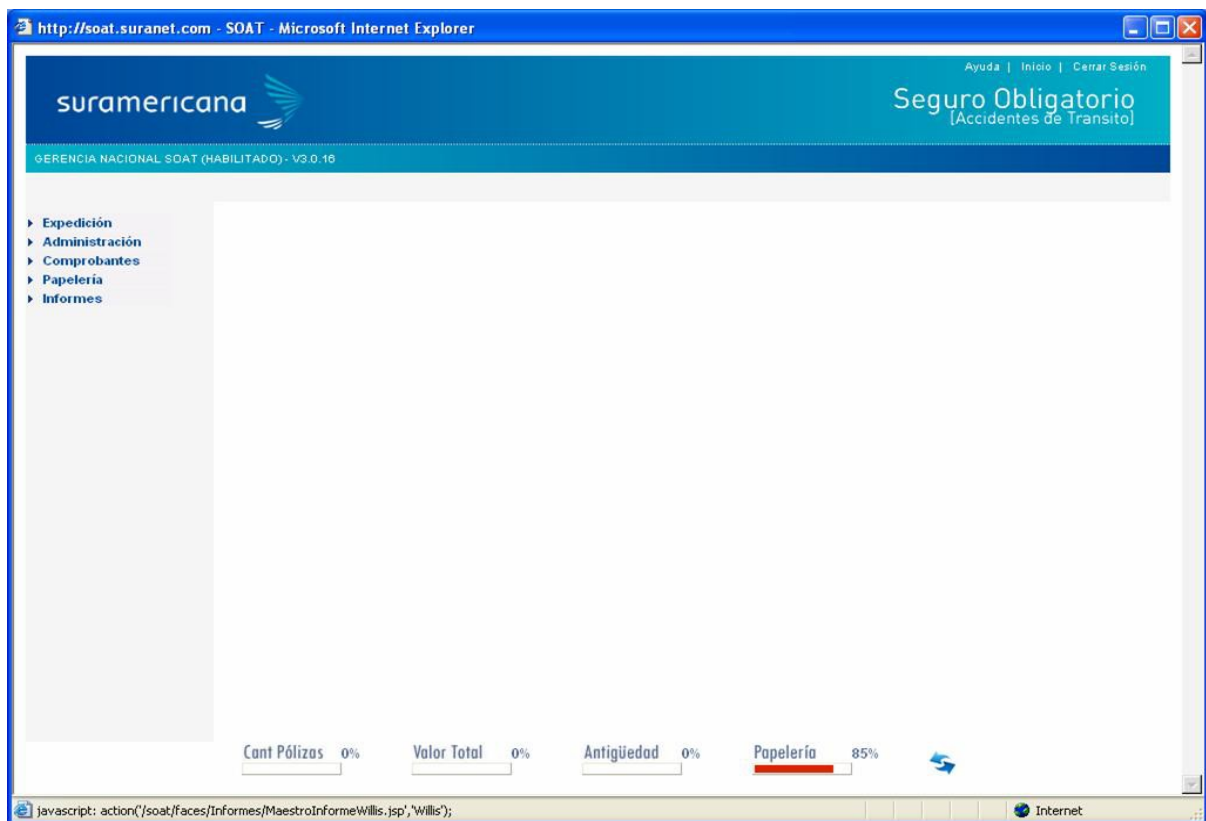 http://soat.suranet.com - SOAT - Microsoft Internet Explorer
Ayuda | Inicio | Cerrar Sesión
suramericana
Seguro Obligatorio
[Accidentes de Transito]
GERENCIA NACIONAL SOAT (HABILITADO) - V3.0.16
Expedición
Administración
Comprobantes
Papelería
Informes
Cant Pólizas 0% Valor Total 0% Antigüedad 0% Papelería 85%
javascript: action('/soat/faces/Informes/MaestroInformeWillis.jsp','Willis'); Internet